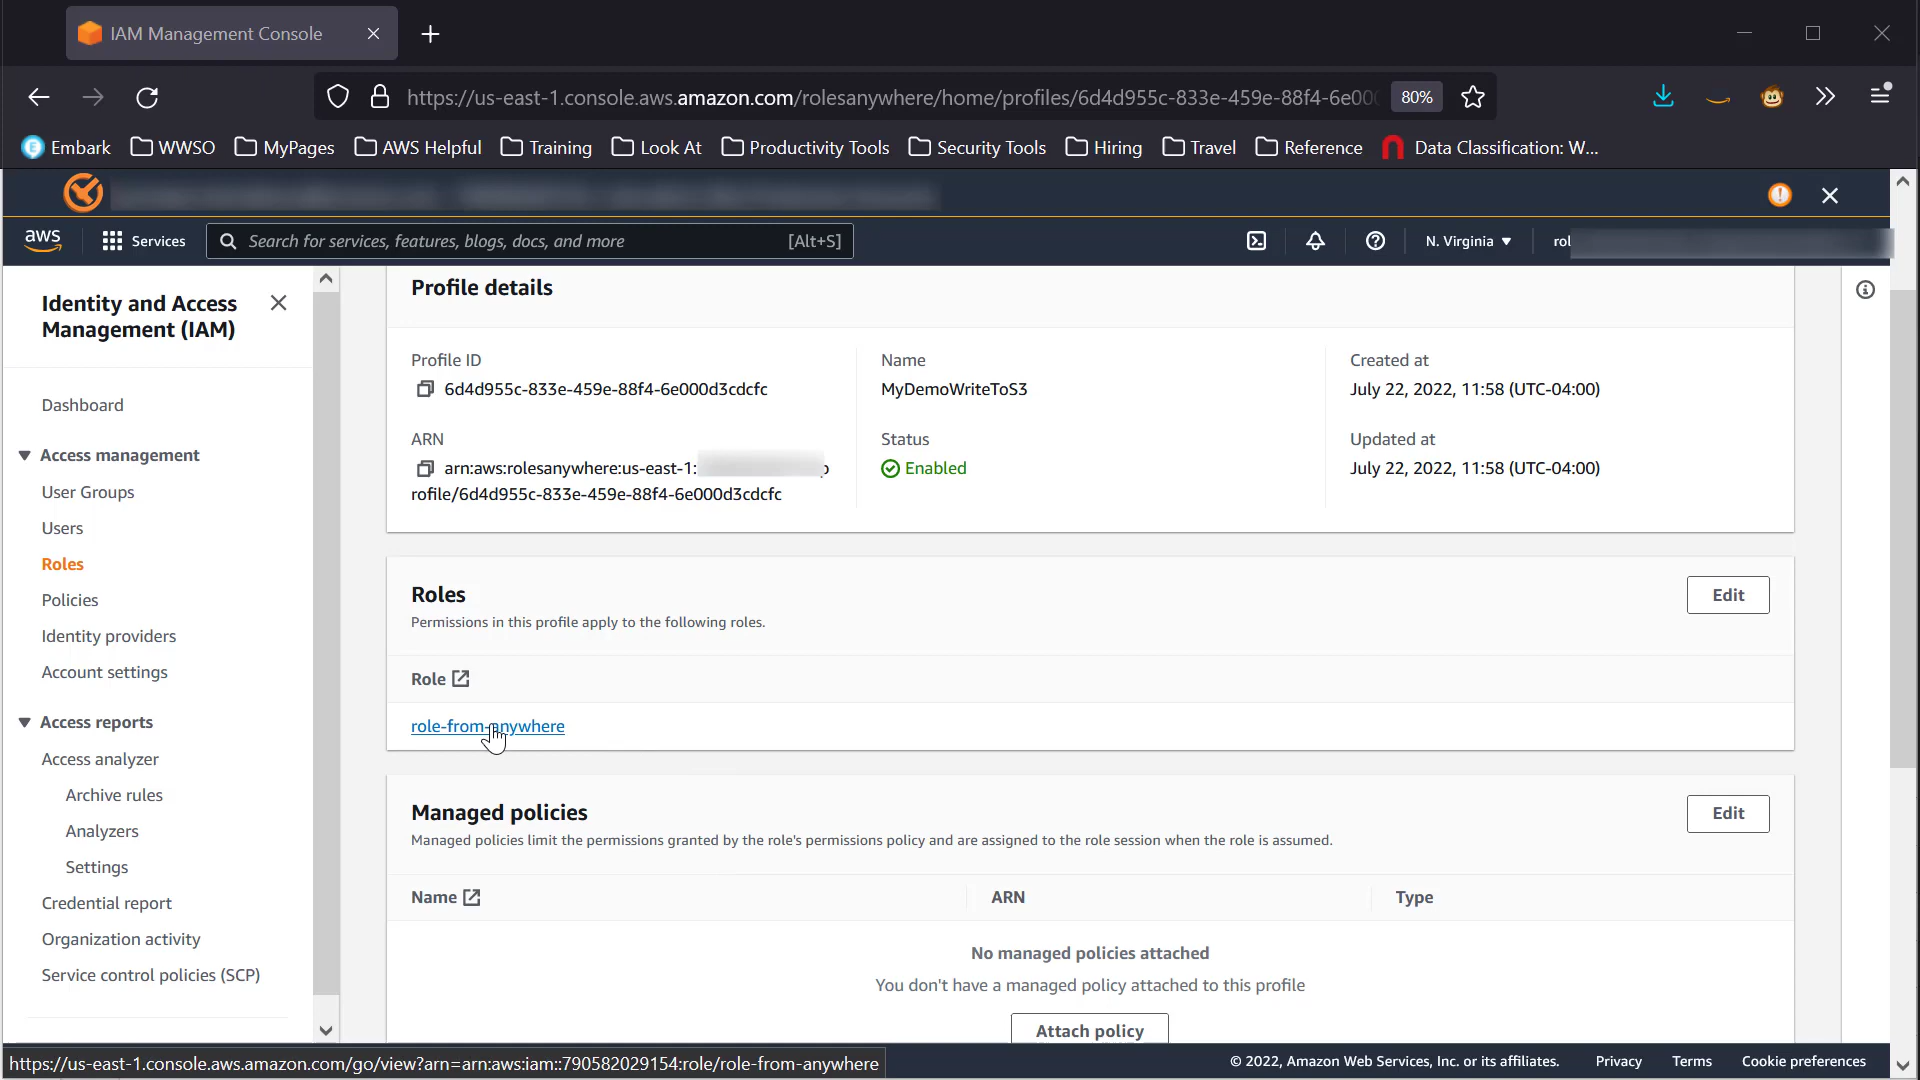 IAM Management Console
https://us-east-1.console.aws.amazon.com/rolesanywhere/home/profiles/6d4d955c-833e-459e-88f4-6e00
80%
Embark WWSO MyPages AWS Helpful Training Look At Productivity Tools Security Tools Hiring Travel Reference Data Classification: W...
aws Services Search for services, features, blogs, docs, and more [Alt+S] N. Virginia rol
Identity and Access
Management (IAM)
Dashboard
Access management
User Groups
Users
Roles
Policies
Identity providers
Account settings
Access reports
Access analyzer
Archive rules
Analyzers
Settings
Credential report
Organization activity
Service control policies (SCP)
Profile details
Profile ID
6d4d955c-833e-459e-88f4-6e000d3cdcfc
ARN
arn:aws:rolesanywhere:us-east-1: p
rofile/6d4d955c-833e-459e-88f4-6e000d3cdcfc
Name
MyDemoWriteToS3
Status
Enabled
Created at
July 22, 2022, 11:58 (UTC-04:00)
Updated at
July 22, 2022, 11:58 (UTC-04:00)
Roles
Edit
Permissions in this profile apply to the following roles.
Role
role-from-anywhere
Managed policies
Edit
Managed policies limit the permissions granted by the role's permissions policy and are assigned to the role session when the role is assumed.
Name ARN Type
No managed policies attached
You don't have a managed policy attached to this profile
Attach policy
https://us-east-1.console.aws.amazon.com/go/view?arn=arn:aws:iam::790582029154:role/role-from-anywhere
© 2022, Amazon Web Services, Inc. or its affiliates. Privacy Terms Cookie preferences